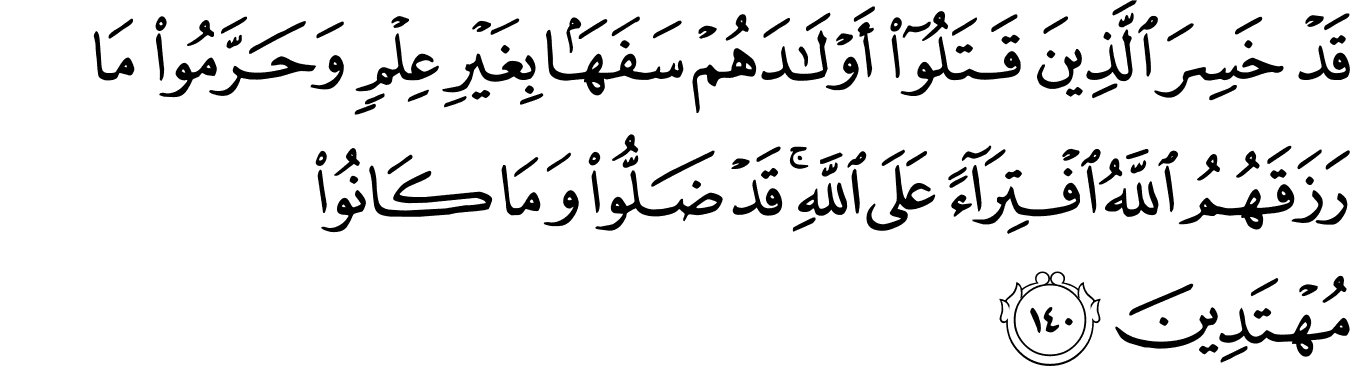 قَدْ خَسِرَ ٱلَّذِينَ قَتَلُوٓا۟ أَوْلَـٰدَهُمْ سَفَهًۢا بِغَيْرِ عِلْمٍ وَحَرَّمُوا۟ مَا
رَزَقَهُمُ ٱللَّهُ ٱفْتِرَآءً عَلَى ٱللَّهِ ۚ قَدْ ضَلُّوا۟ وَمَا كَانُوا۟
مُهْتَدِينَ ١٤٠